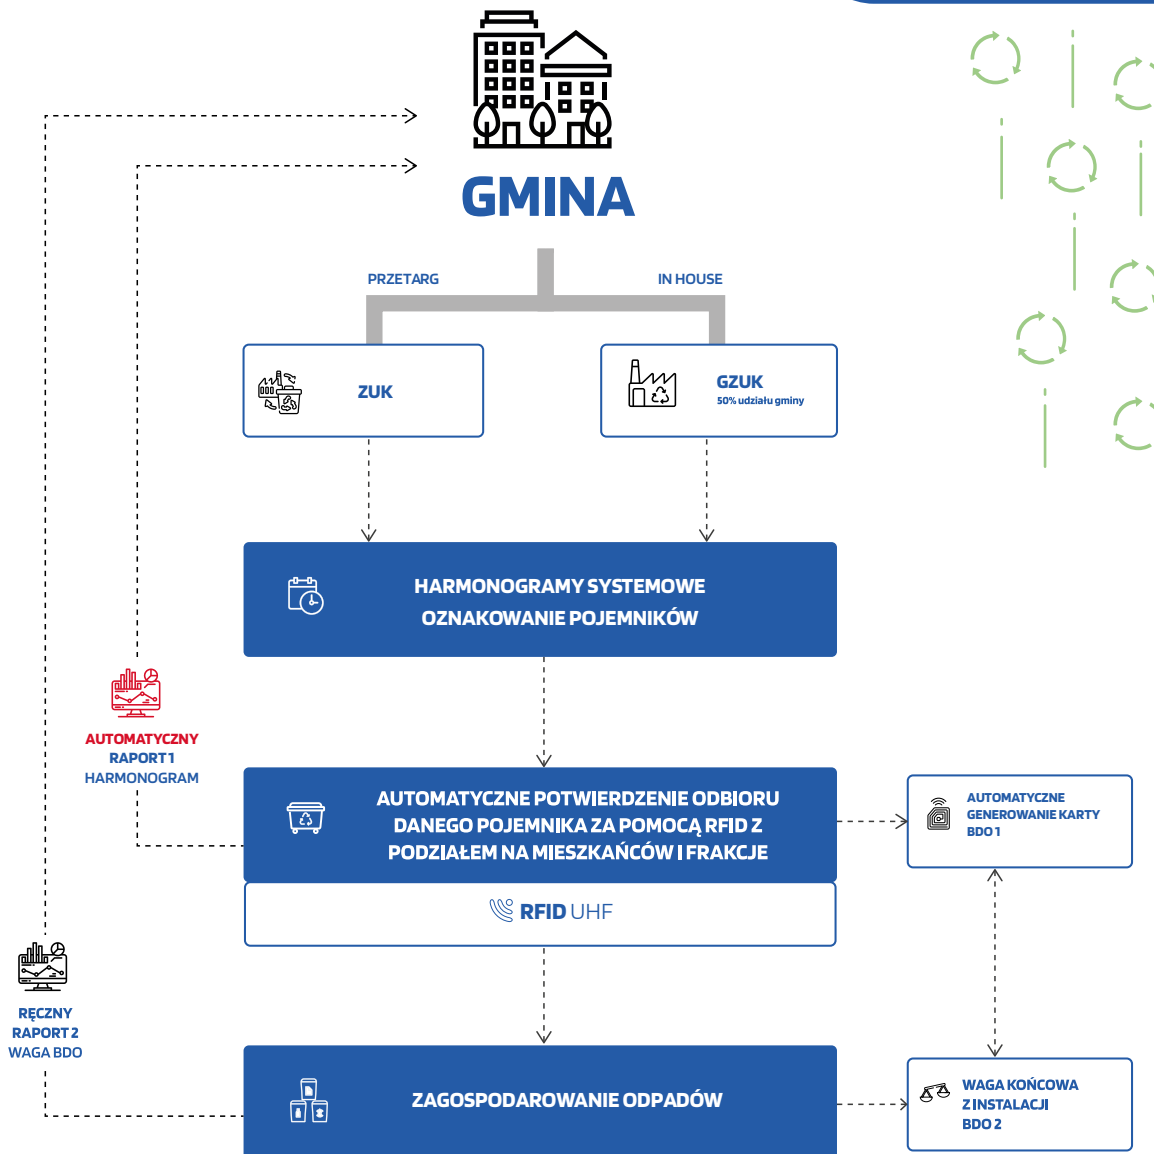 GMINA
PRZETARG
IN HOUSE
ZUK
GZUK
50% udziału gminy
HARMONOGRAMY SYSTEMOWE
OZNAKOWANIE POJEMNIKÓW
AUTOMATYCZNY
RAPORT 1
HARMONOGRAM
AUTOMATYCZNE POTWIERDZENIE ODBIORU
DANEGO POJEMNIKA ZA POMOCĄ RFID Z
PODZIAŁEM NA MIESZKAŃCÓW I FRAKCJE
AUTOMATYCZNE
GENEROWANIE KARTY
BDO 1
RFID UHF
RĘCZNY
RAPORT 2
WAGA BDO
ZAGOSPODAROWANIE ODPADÓW
WAGA KOŃCOWA
Z INSTALACJI
BDO 2